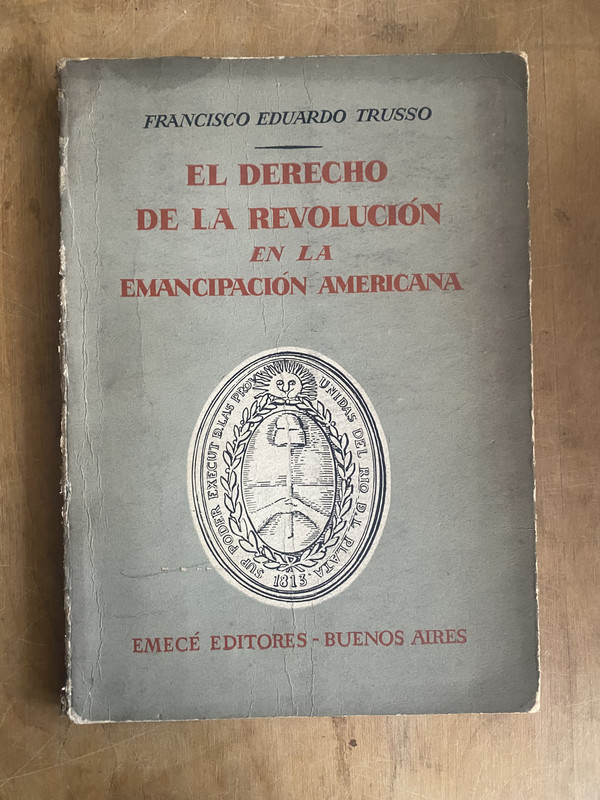 FRANCISCO EDUARDO TRUSSO
EL DERECHO
DE LA REVOLUCIÓN
EN LA
EMANCIPACIÓN AMERICANA
SUP PODER EXECUT D. LAS PROV UNIDAS DEL RIO D. L. PLATA.
1813
EMECÉ EDITORES - BUENOS AIRES